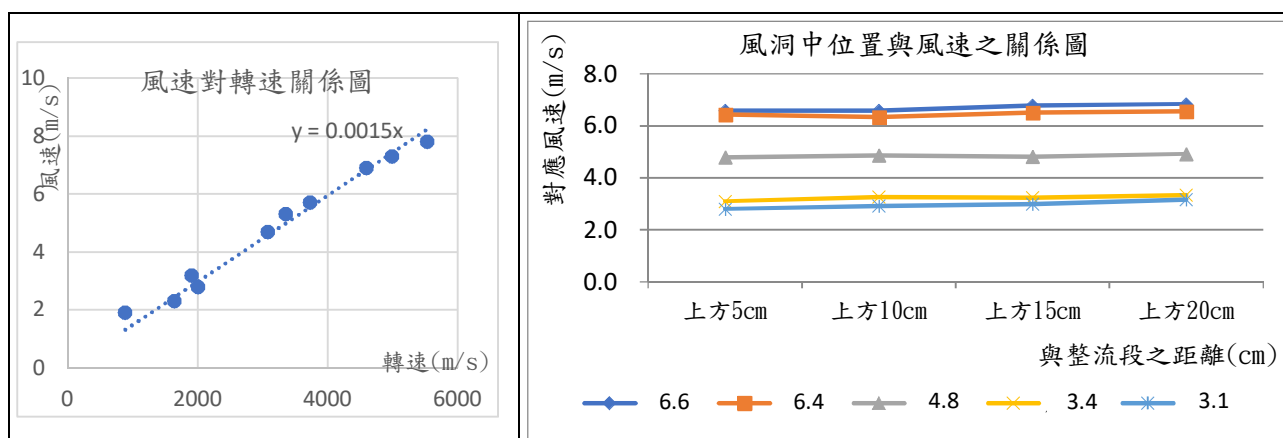 風速對轉速關係圖
風速(m/s)
10
8
6
4
2
0
y = 0.0015x
轉速(m/s)
0 2000 4000 6000
風洞中位置與風速之關係圖
對應風速(m/s)
8.0
6.0
4.0
2.0
0.0
上方5cm 上方10cm 上方15cm 上方20cm
與整流段之距離(cm)
6.6 6.4 4.8 3.4 3.1